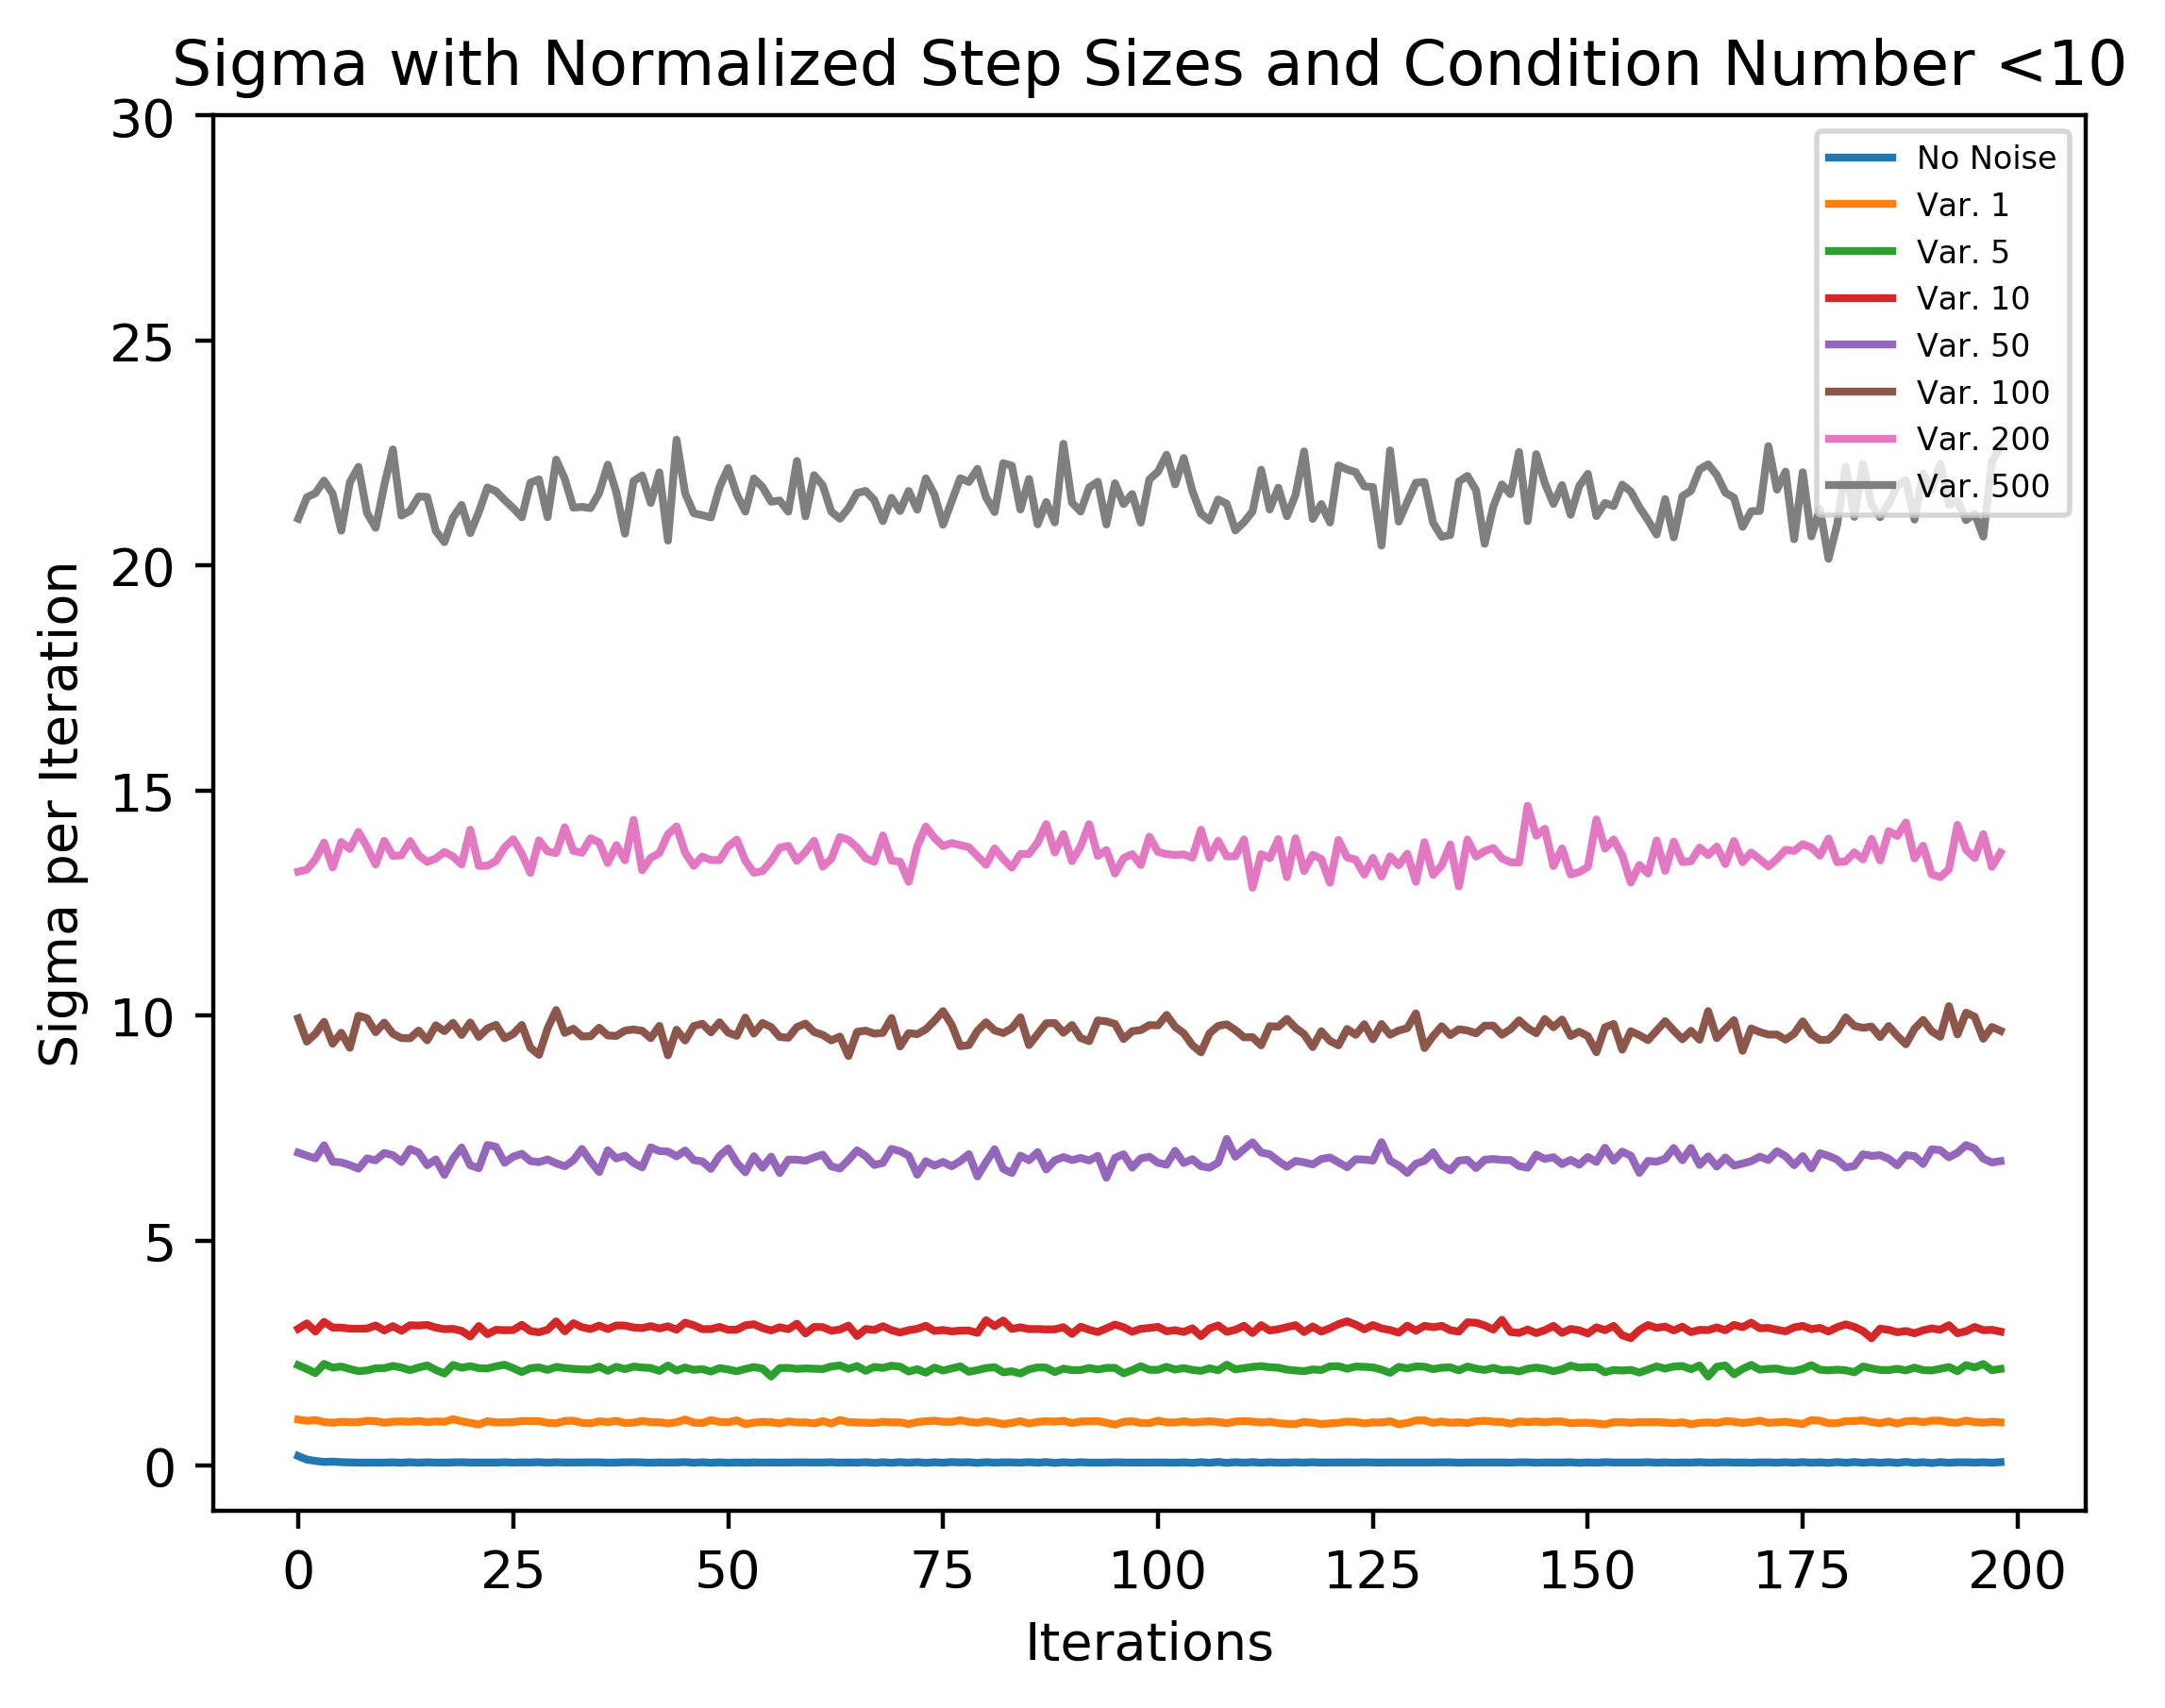 Sigma with Normalized Step Sizes and Condition Number <10
30
25
20
15
10
5
0
Sigma per Iteration
No Noise
Var. 1
Var. 5
Var. 10
Var. 50
Var. 100
Var. 200
Var. 500
0 25 50 75 100 125 150 175 200
Iterations